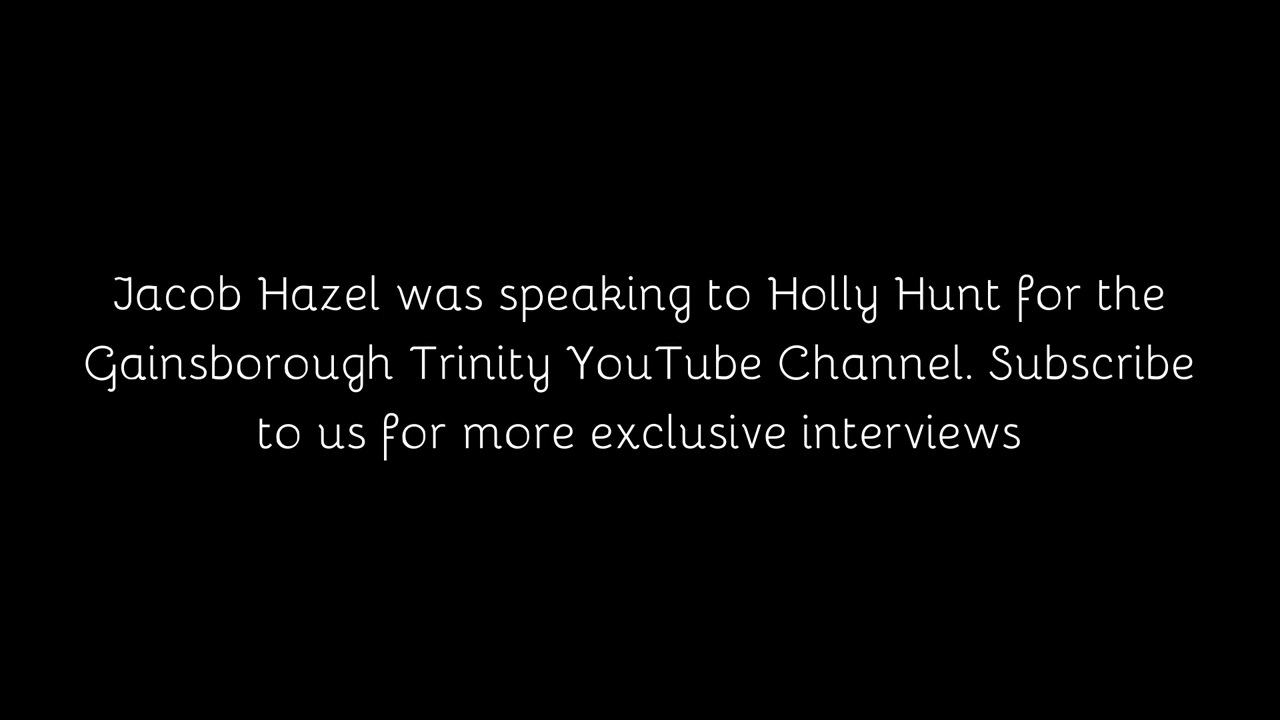 Jacob Hazel was speaking to Holly Hunt for the
Gainsborough Trinity YouTube Channel. Subscribe
to us for more exclusive interviews